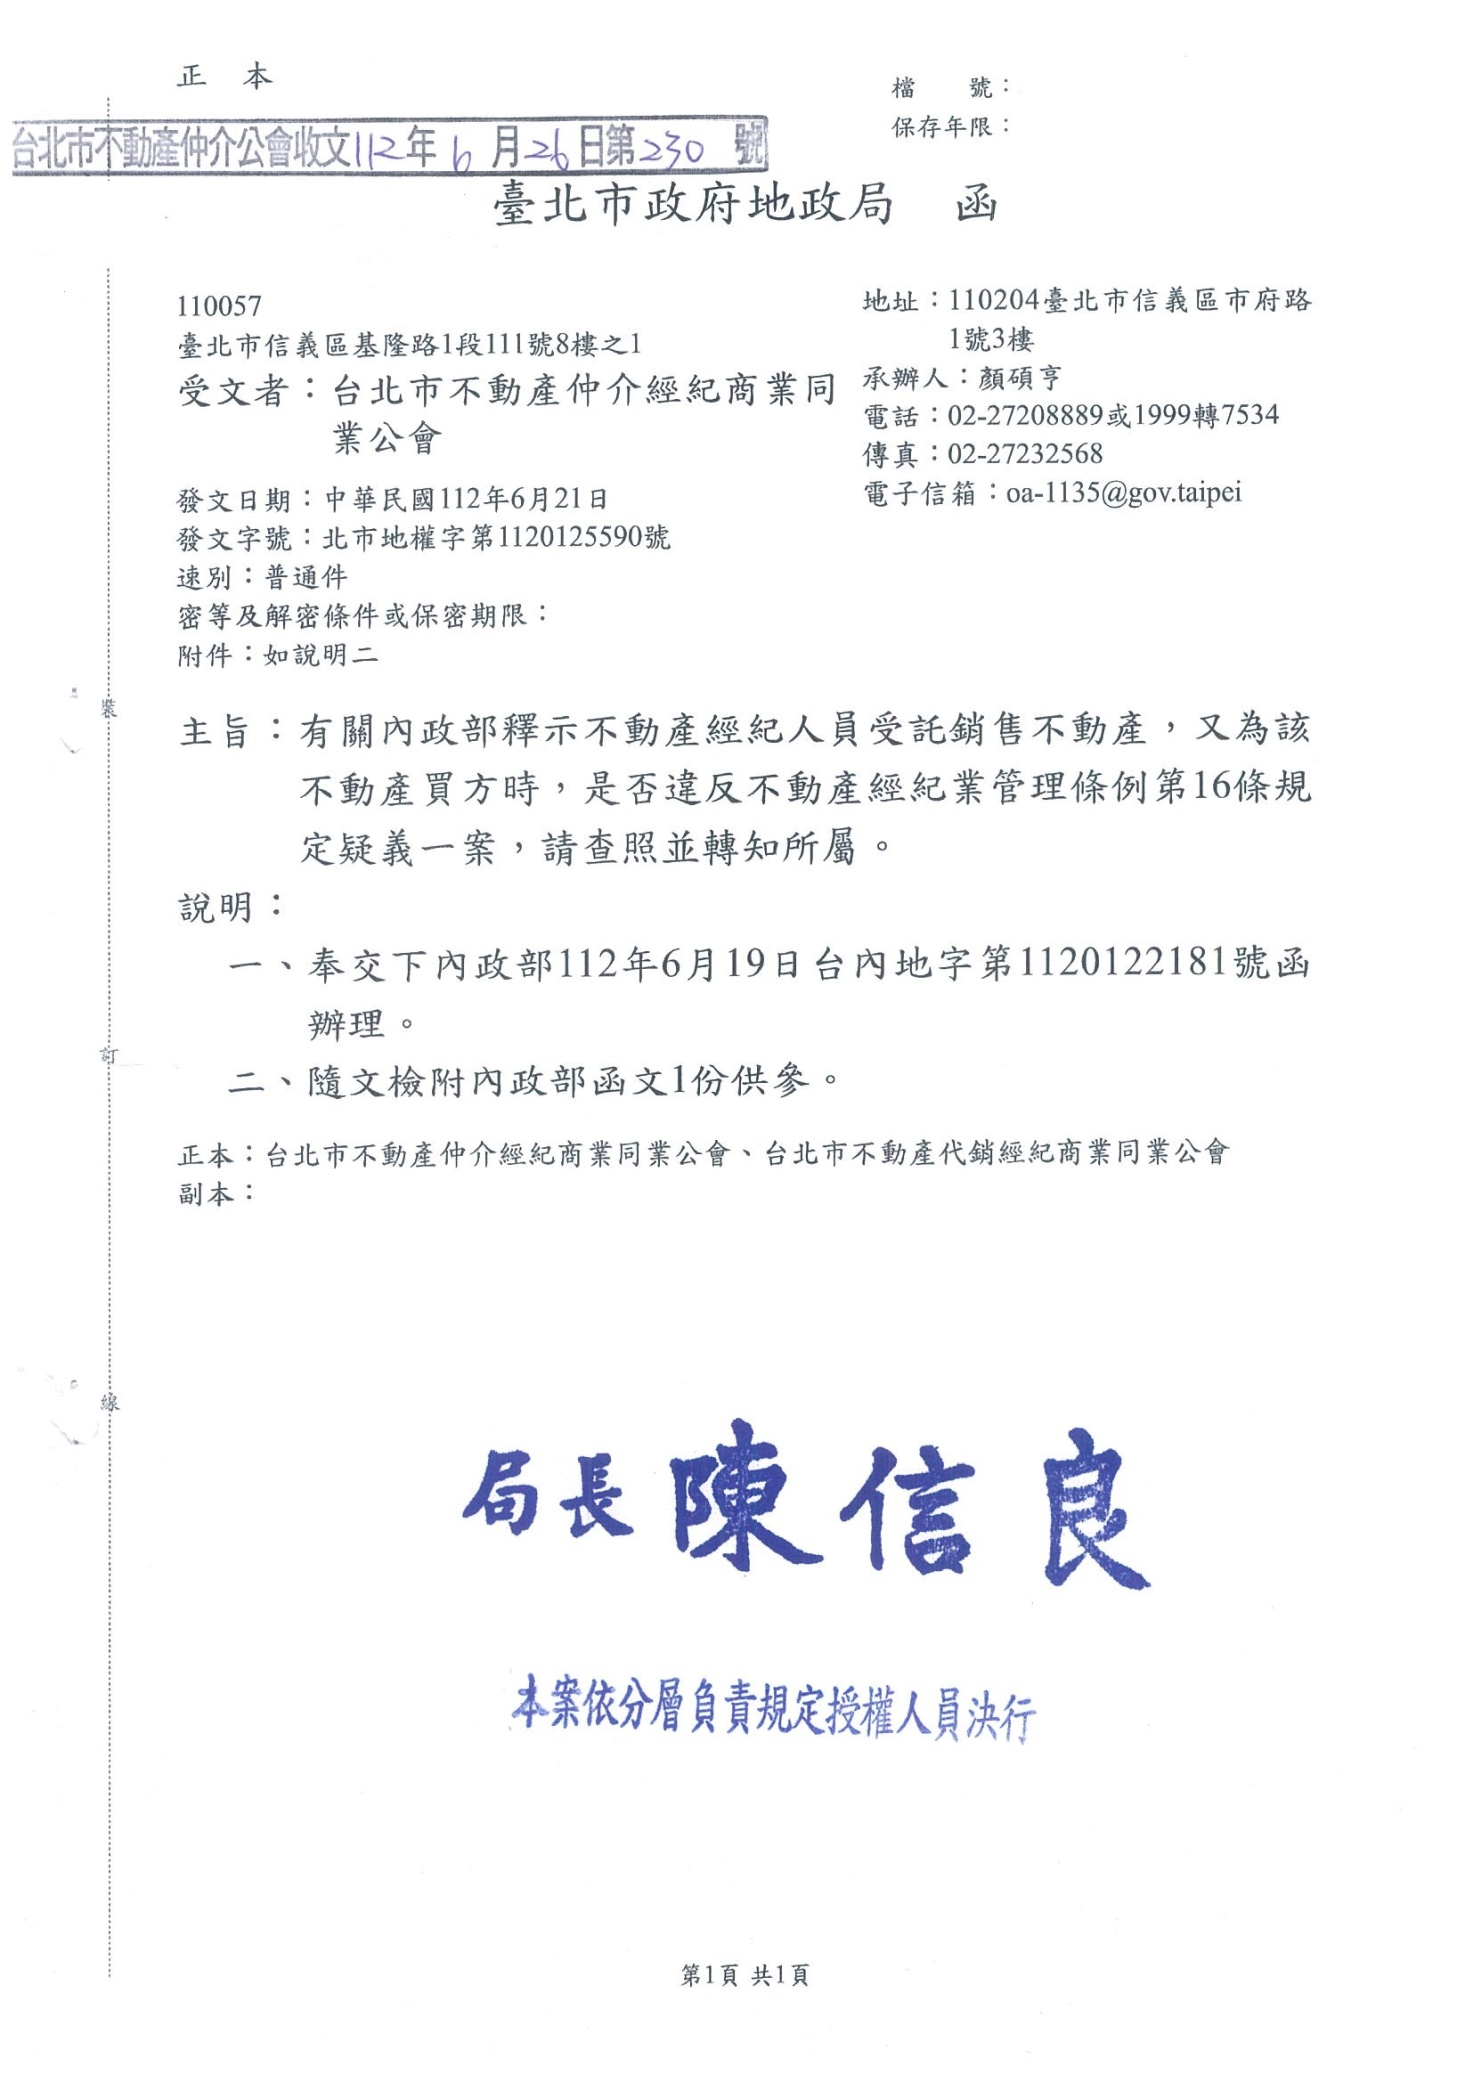 正 本
檔 號：
保存年限：
台北市不動產仲介公會收文112年6月26日第230號
臺北市政府地政局 函
110057
臺北市信義區基隆路1段111號8樓之1
受文者：台北市不動產仲介經紀商業同
業公會
地址：110204臺北市信義區市府路
1號3樓
承辦人：顏碩亨
電話：02-27208889或1999轉7534
傳真：02-27232568
電子信箱：oa-1135@gov.taipei
發文日期：中華民國112年6月21日
發文字號：北市地權字第1120125590號
速別：普通件
密等及解密條件或保密期限：
附件：如說明二
主旨：有關內政部釋示不動產經紀人員受託銷售不動產，又為該
不動產買方時，是否違反不動產經紀業管理條例第16條規
定疑義一案，請查照並轉知所屬。
說明：
一、奉交下內政部112年6月19日台內地字第1120122181號函
辦理。
二、隨文檢附內政部函文1份供參。
正本：台北市不動產仲介經紀商業同業公會、台北市不動產代銷經紀商業同業公會
副本：
裝
訂
線
局長 陳信良
本案依分層負責規定授權人員決行
第1頁 共1頁